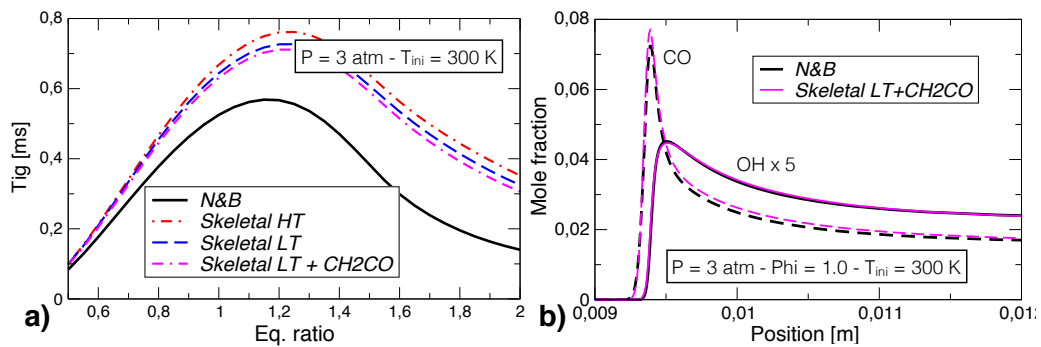 0,8
0,6
0,4
0,2
0
Tig [ms]
P = 3 atm - Tini = 300 K
N&B
Skeletal HT
Skeletal LT
Skeletal LT + CH2CO
0,6 0,8 1 1,2 1,4 1,6 1,8 2
Eq. ratio
a)
0,08
0,06
0,04
0,02
0
Mole fraction
CO
N&B
Skeletal LT+CH2CO
OH x 5
P = 3 atm - Phi = 1.0 - Tini = 300 K
0,009 0,01 0,011 0,012
Position [m]
b)